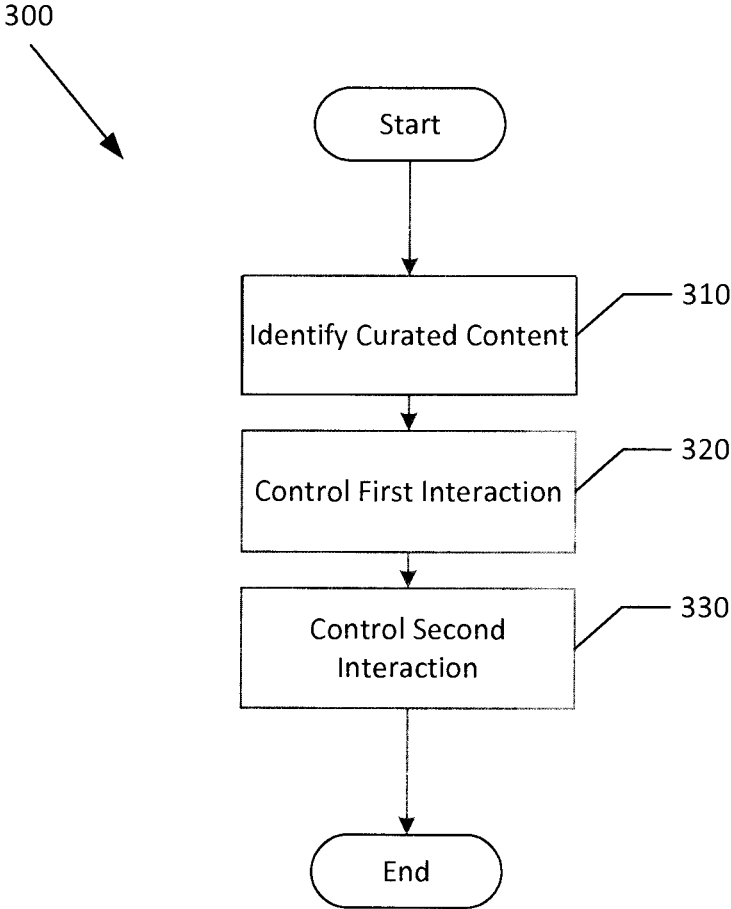 300
Start
Identify Curated Content
310
Control First Interaction
320
Control Second
Interaction
330
End